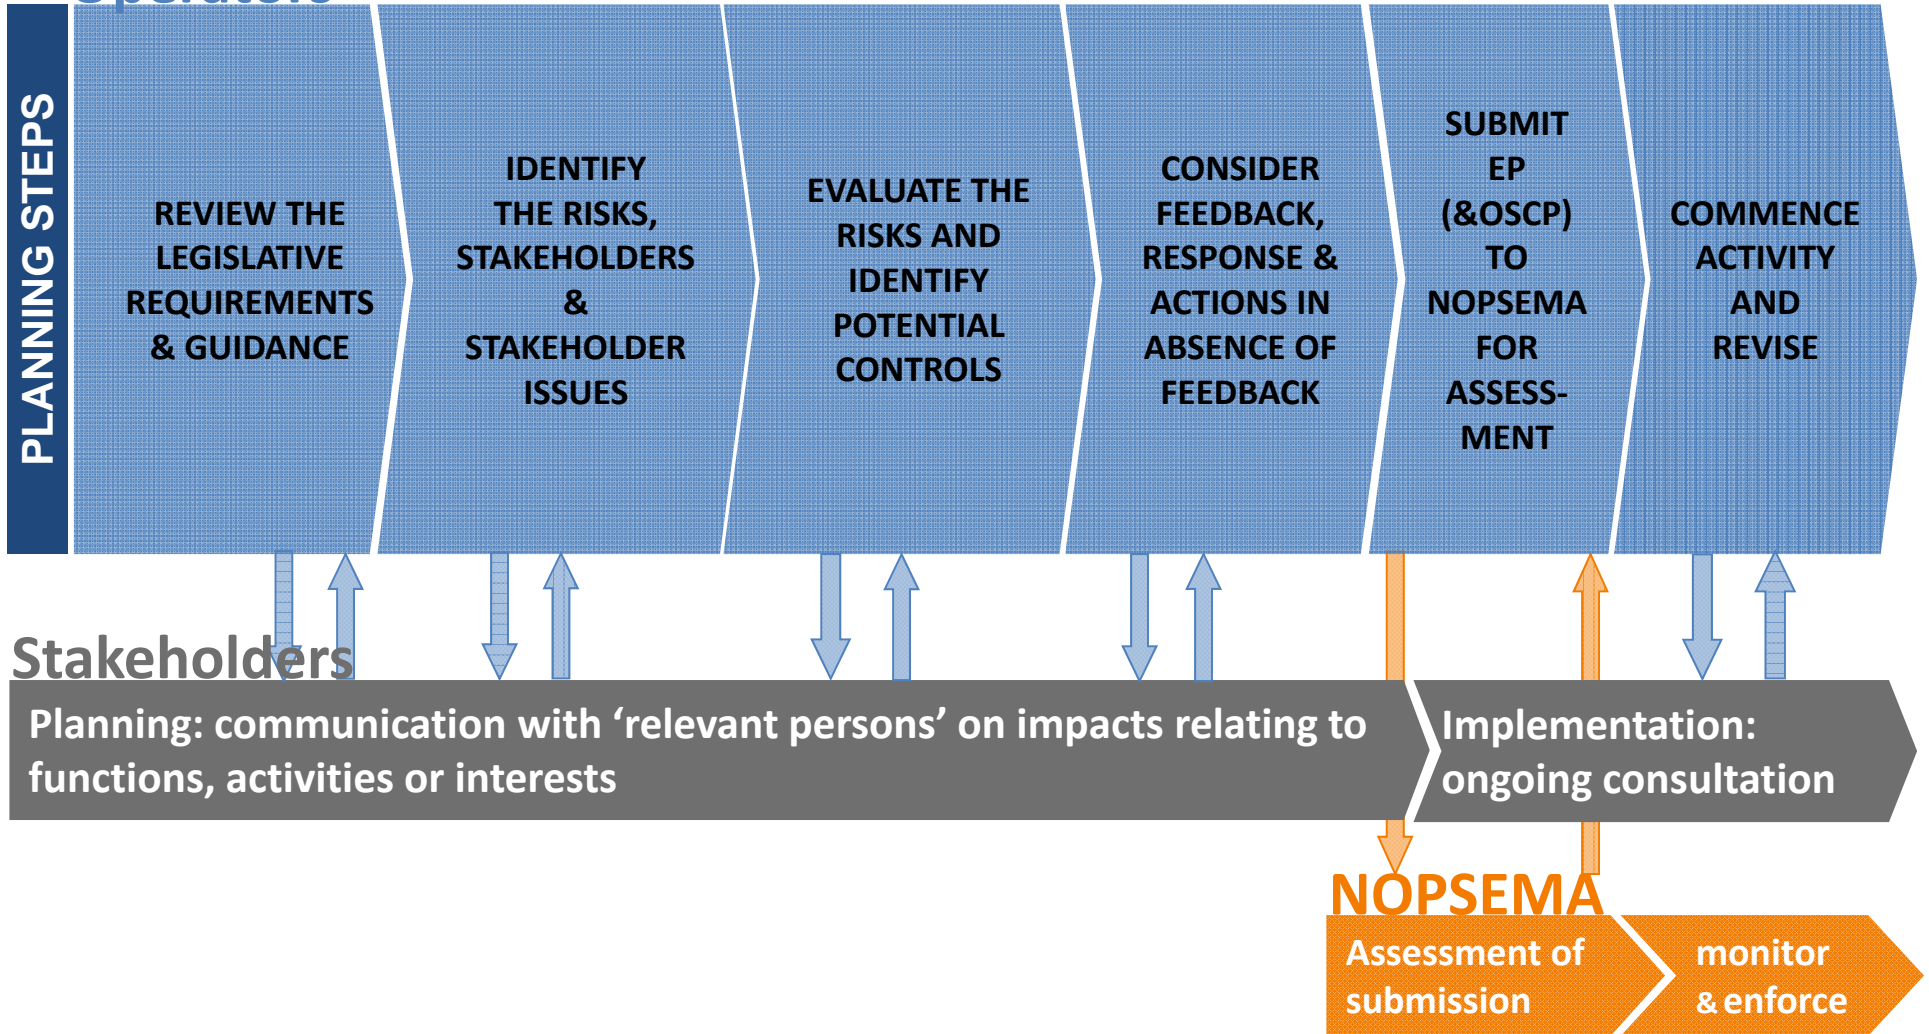 Operators
PLANNING STEPS
REVIEW THE
LEGISLATIVE
REQUIREMENTS
& GUIDANCE
IDENTIFY
THE RISKS,
STAKEHOLDERS
&
STAKEHOLDER
ISSUES
EVALUATE THE
RISKS AND
IDENTIFY
POTENTIAL
CONTROLS
CONSIDER
FEEDBACK,
RESPONSE &
ACTIONS IN
ABSENCE OF
FEEDBACK
SUBMIT
EP
(&OSCP)
TO
NOPSEMA
FOR
ASSESS-
MENT
COMMENCE
ACTIVITY
AND
REVISE
Stakeholders
Planning: communication with ‘relevant persons’ on impacts relating to
functions, activities or interests
Implementation:
ongoing consultation
NOPSEMA
Assessment of
submission
monitor
& enforce